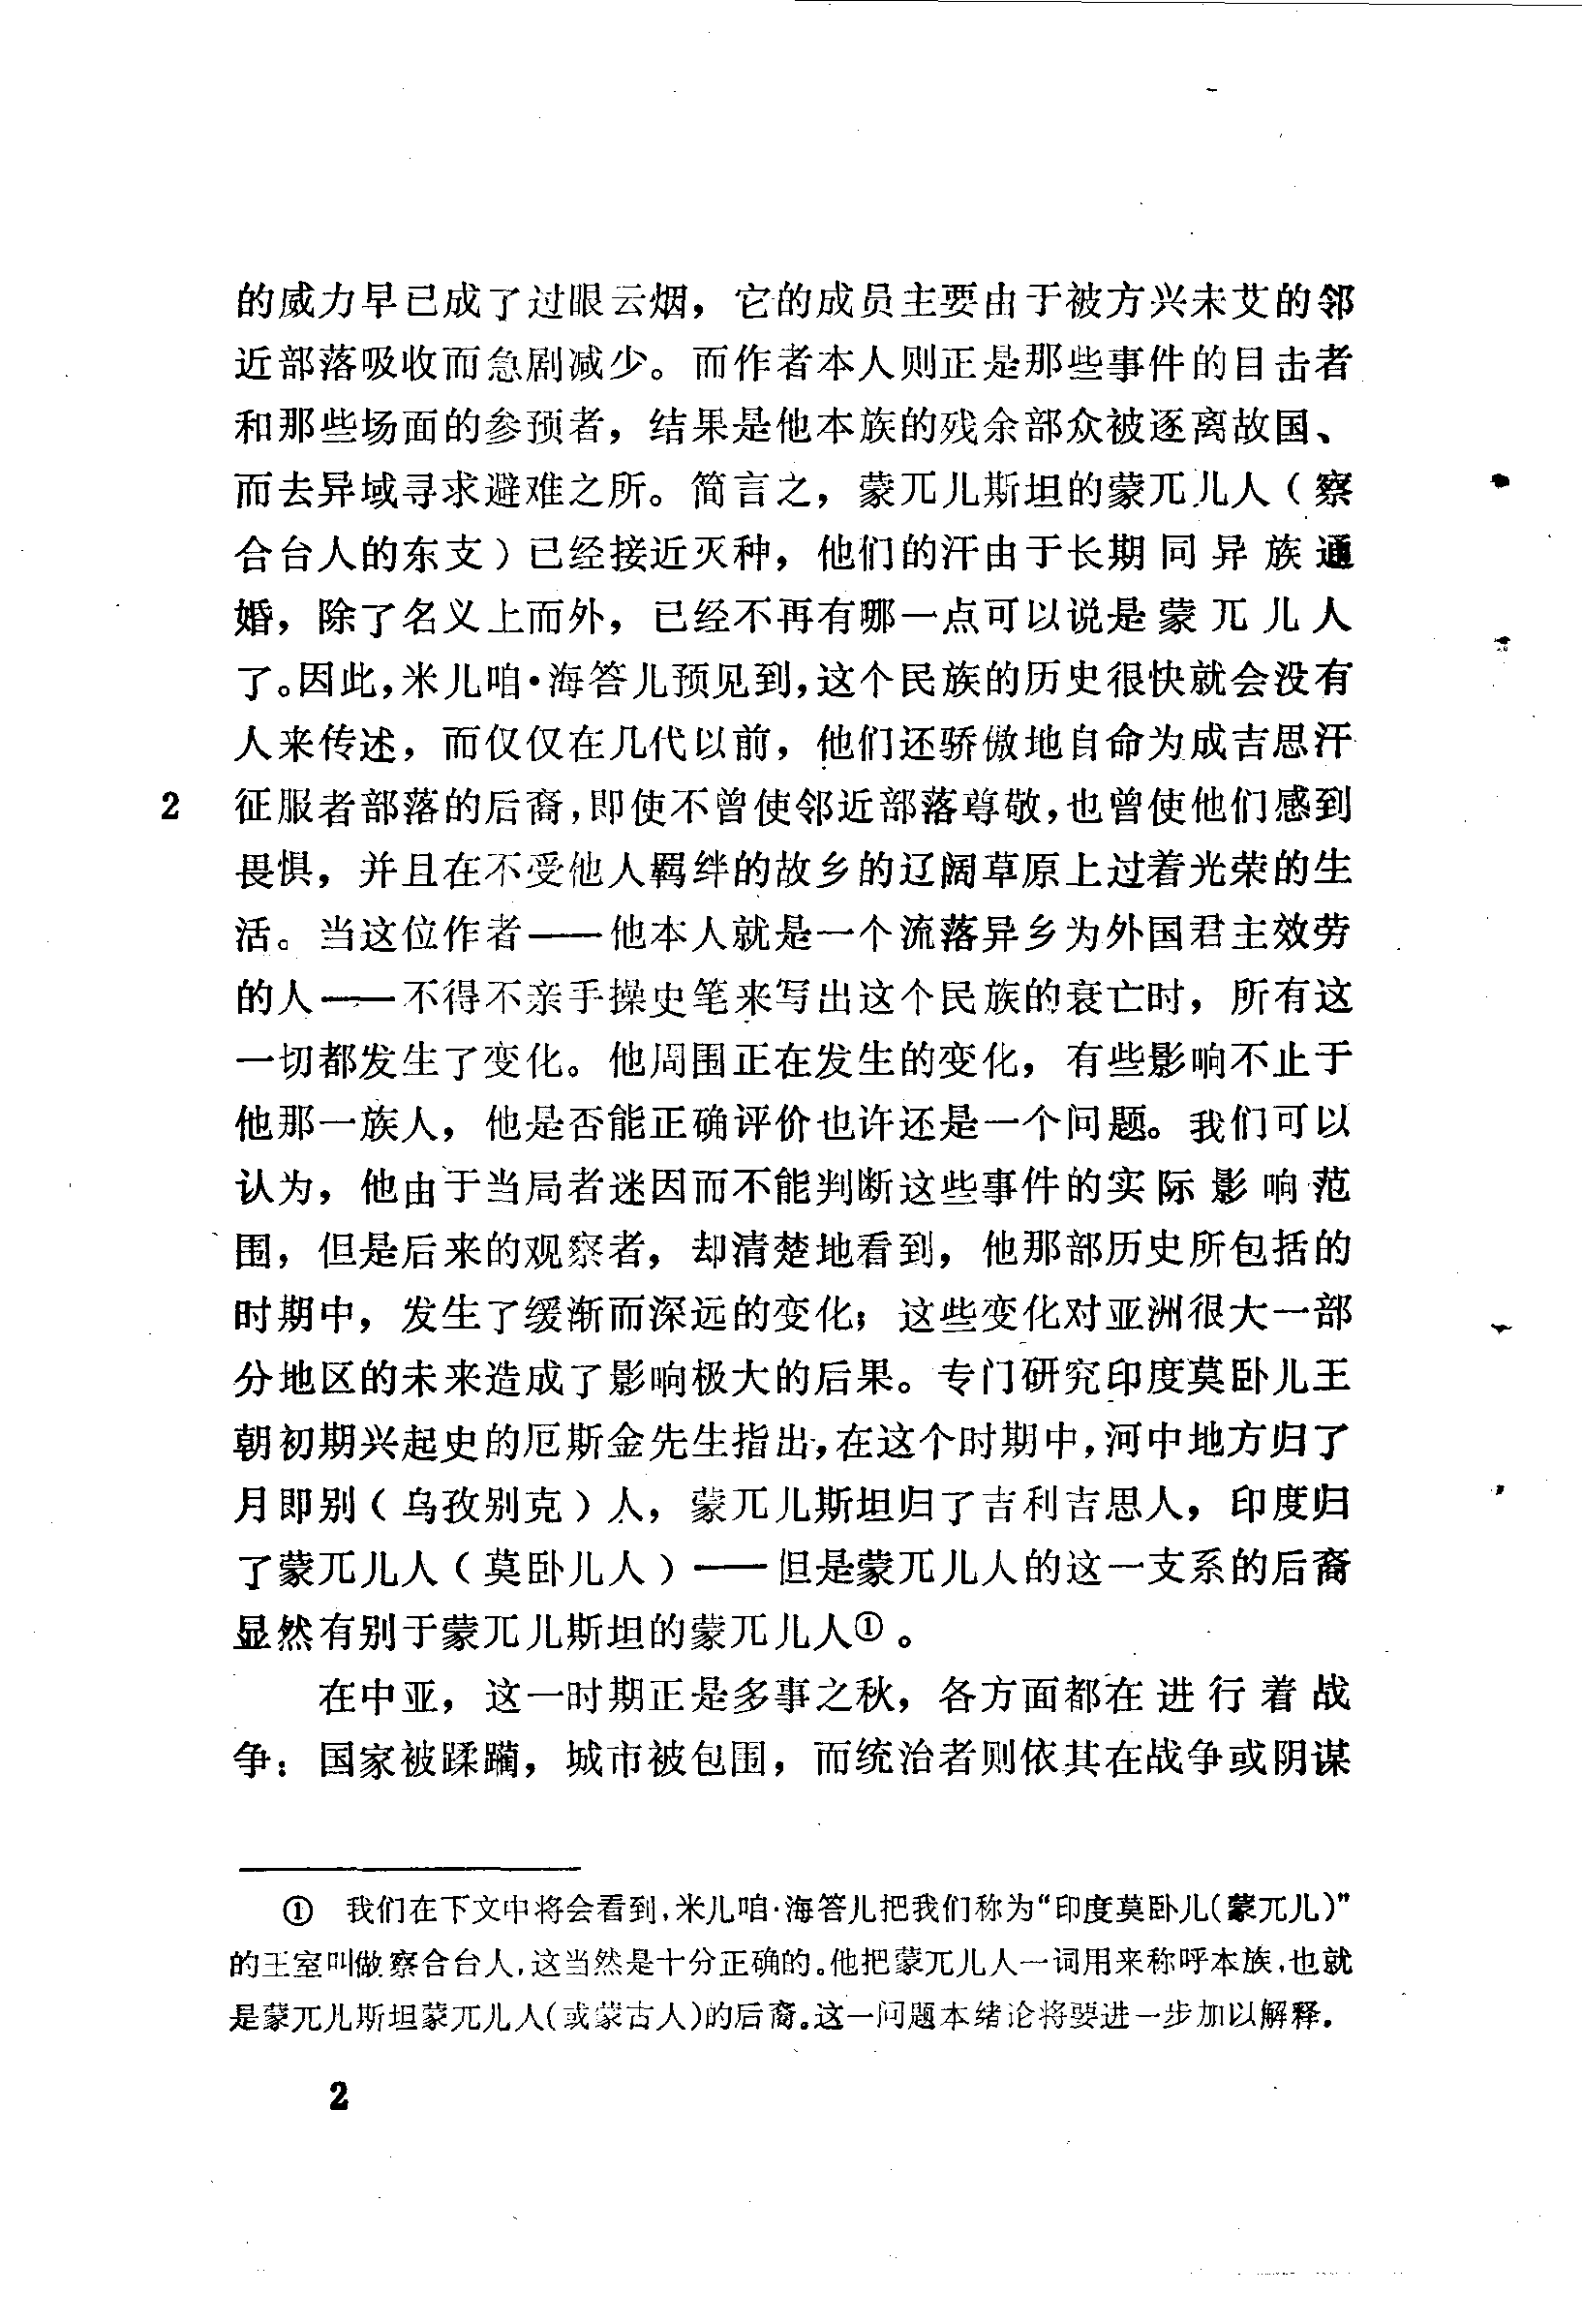 的威力早已成了过眼云烟，它的成员主要由于被方兴未艾的邻
近部落吸收而急剧减少。而作者本人则正是那些事件的目击者
和那些场面的参预者，结果是他本族的残余部众被逐离故国、
而去异域寻求避难之所。简言之，蒙兀儿斯坦的蒙兀儿人（察
合台人的东支）已经接近灭种，他们的汗由于长期同异族通
婚，除了名义上而外，已经不再有哪一点可以说是蒙兀儿人
了。因此，米儿咱·海答儿预见到，这个民族的历史很快就会没有
人来传述，而仅仅在几代以前，他们还骄傲地自命为成吉思汗
2 征服者部落的后裔，即使不曾使邻近部落尊敬，也曾使他们感到
畏惧，并且在不受他人羁绊的故乡的辽阔草原上过着光荣的生
活。当这位作者——他本人就是一个流落异乡为外国君主效劳
的人——不得不亲手操史笔来写出这个民族的衰亡时，所有这
一切都发生了变化。他周围正在发生的变化，有些影响不止于
他那一族人，他是否能正确评价也许还是一个问题。我们可以
认为，他由于当局者迷因而不能判断这些事件的实际影响范
围，但是后来的观察者，却清楚地看到，他那部历史所包括的
时期中，发生了缓渐而深远的变化；这些变化对亚洲很大一部
分地区的未来造成了影响极大的后果。专门研究印度莫卧儿王
朝初期兴起史的厄斯金先生指出，在这个时期中，河中地方归了
月即别（乌孜别克）人，蒙兀儿斯坦归了吉利吉思人，印度归
了蒙兀儿人（莫卧儿人）——但是蒙兀儿人的这一支系的后裔
显然有别于蒙兀儿斯坦的蒙兀儿人①。
在中亚，这一时期正是多事之秋，各方面都在进行着战
争：国家被蹂躏，城市被包围，而统治者则依其在战争或阴谋
① 我们在下文中将会看到，米儿咱·海答儿把我们称为“印度莫卧儿(蒙兀儿)”
的王室叫做察合台人，这当然是十分正确的。他把蒙兀儿人一词用来称呼本族，也就
是蒙兀儿斯坦蒙兀儿人(或蒙古人)的后裔。这一问题本绪论将要进一步加以解释。
2